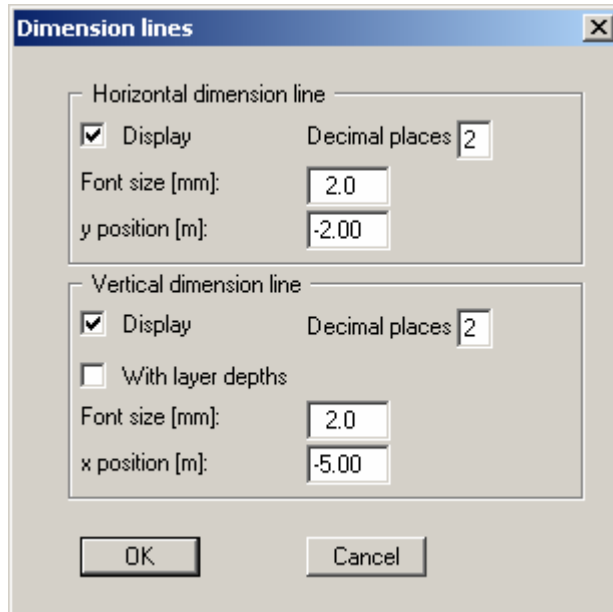 Dimension lines
Horizontal dimension line
Display Decimal places 2
Font size [mm]: 2.0
y position [m]: -2.00
Vertical dimension line
Display Decimal places 2
With layer depths
Font size [mm]: 2.0
x position [m]: -5.00
OK Cancel